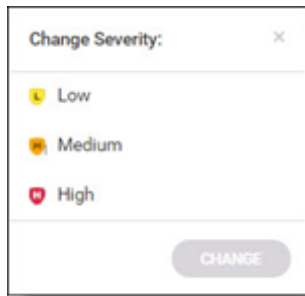 Change Severity: ×
L Low
M Medium
H High
CHANGE